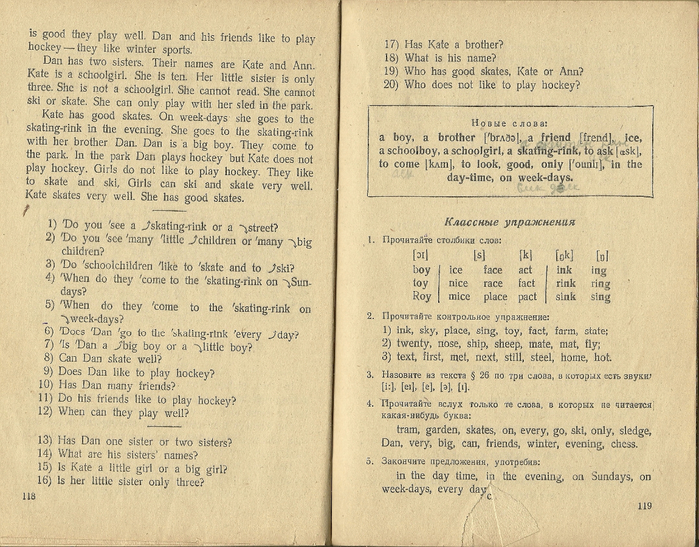 is good they play well. Dan and his friends like to play
hockey — they like winter sports.
Dan has two sisters. Their names are Kate and Ann.
Kate is a schoolgirl. She is ten. Her little sister is only
three. She is not a schoolgirl. She cannot read. She cannot
ski or skate. She can only play with her sled in the park.
Kate has good skates. On week-days she goes to the
skating-rink in the evening. She goes to the skating-rink
with her brother Dan. Dan is a big boy. They come to
the park. In the park Dan plays hockey but Kate does not
play hockey. Girls do not like to play hockey. They like
to skate and ski. Girls can ski and skate very well.
Kate skates very well. She has good skates.
1) 'Do you 'see a skating-rink or a street?
2) 'Do you 'see 'many 'little children or 'many big
children?
3) 'Do 'schoolchildren 'like to 'skate and to ski?
4) 'When do they 'come to the 'skating-rink on Sun-
days?
5) 'When do they 'come to the 'skating-rink on
week-days?
6) 'Does 'Dan 'go to the 'skating-rink 'every day?
7) 'Is 'Dan a big boy or a little boy?
8) Can Dan skate well?
9) Does Dan like to play hockey?
10) Has Dan many friends?
11) Do his friends like to play hockey?
12) When can they play well?
13) Has Dan one sister or two sisters?
14) What are his sisters' names?
15) Is Kate a little girl or a big girl?
16) Is her little sister only three?
118
17) Has Kate a brother?
18) What is his name?
19) Who has good skates, Kate or Ann?
20) Who does not like to play hockey?
Новые слова:
a boy, a brother ['brʌðə], a friend [frend], ice,
a schoolboy, a schoolgirl, a skating-rink, to ask [ɑsk],
to come [kʌm], to look, good, only ['ounlɪ], in the
day-time, on week-days.
Классные упражнения
1. Прочитайте столбики слов:
[ɔɪ] [s] [k] [ŋk] [ŋ]
boy ice face act ink ing
toy nice race fact rink ring
Roy mice place pact sink sing
2. Прочитайте контрольное упражнение:
1) ink, sky, place, sing, toy, fact, farm, state;
2) twenty, nose, ship, sheep, mate, mat, fly;
3) text, first, met, next, still, steel, home, hot.
3. Назовите из текста § 26 по три слова, в которых есть звуки:
[i:], [eɪ], [e], [ə], [ɪ].
4. Прочитайте вслух только те слова, в которых не читается
какая-нибудь буква:
tram, garden, skates, on, every, go, ski, only, sledge,
Dan, very, big, can, friends, winter, evening, chess.
5. Закончите предложения, употребив:
in the day time, in the evening, on Sundays, on
week-days, every day
119